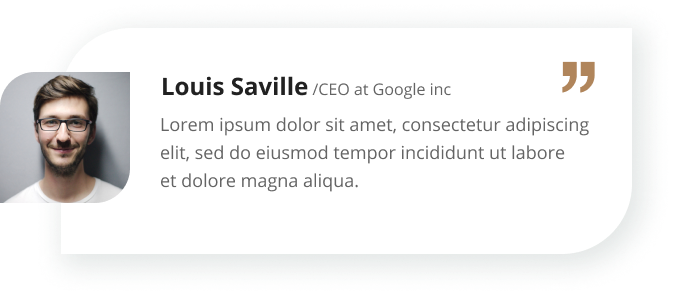 Louis Saville /CEO at Google inc
Lorem ipsum dolor sit amet, consectetur adipiscing
elit, sed do eiusmod tempor incididunt ut labore
et dolore magna aliqua.